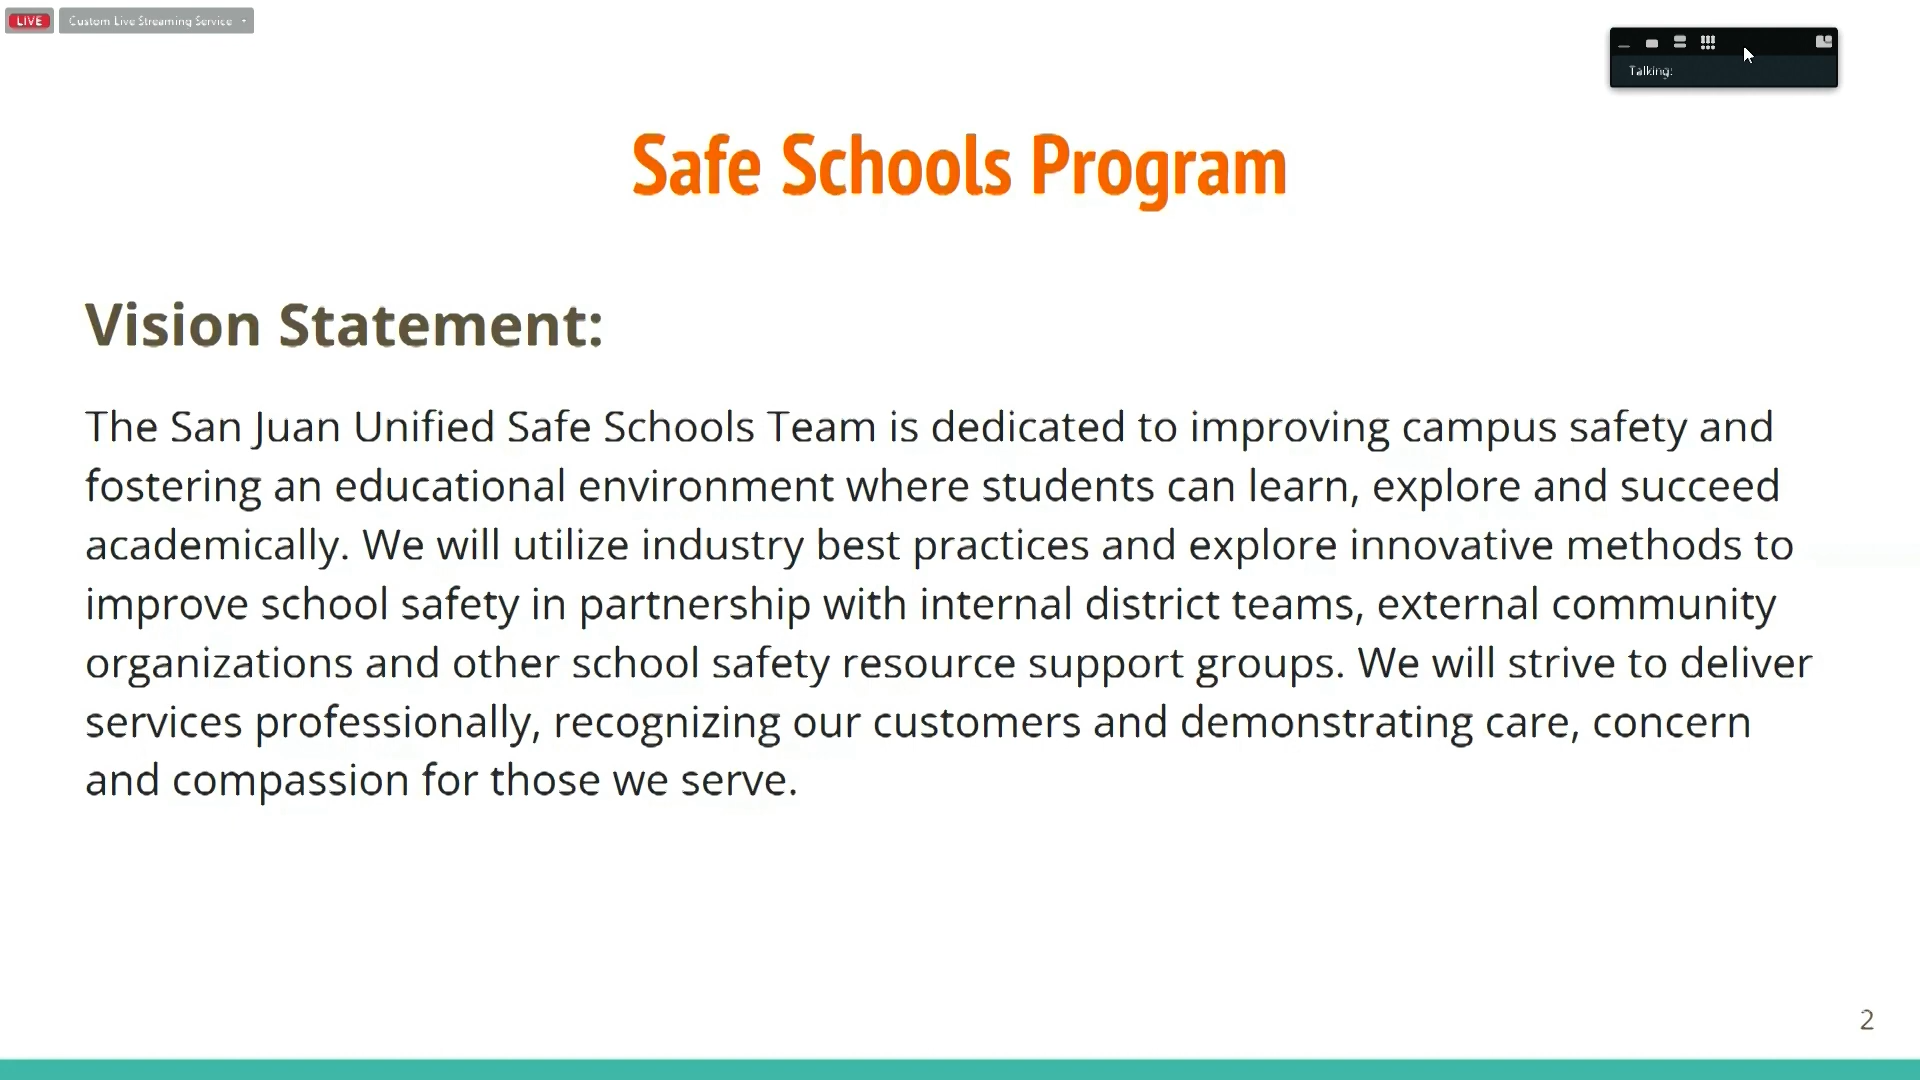 LIVE Custom Live Streaming Service
Talking:
Safe Schools Program
Vision Statement:
The San Juan Unified Safe Schools Team is dedicated to improving campus safety and
fostering an educational environment where students can learn, explore and succeed
academically. We will utilize industry best practices and explore innovative methods to
improve school safety in partnership with internal district teams, external community
organizations and other school safety resource support groups. We will strive to deliver
services professionally, recognizing our customers and demonstrating care, concern
and compassion for those we serve.
2